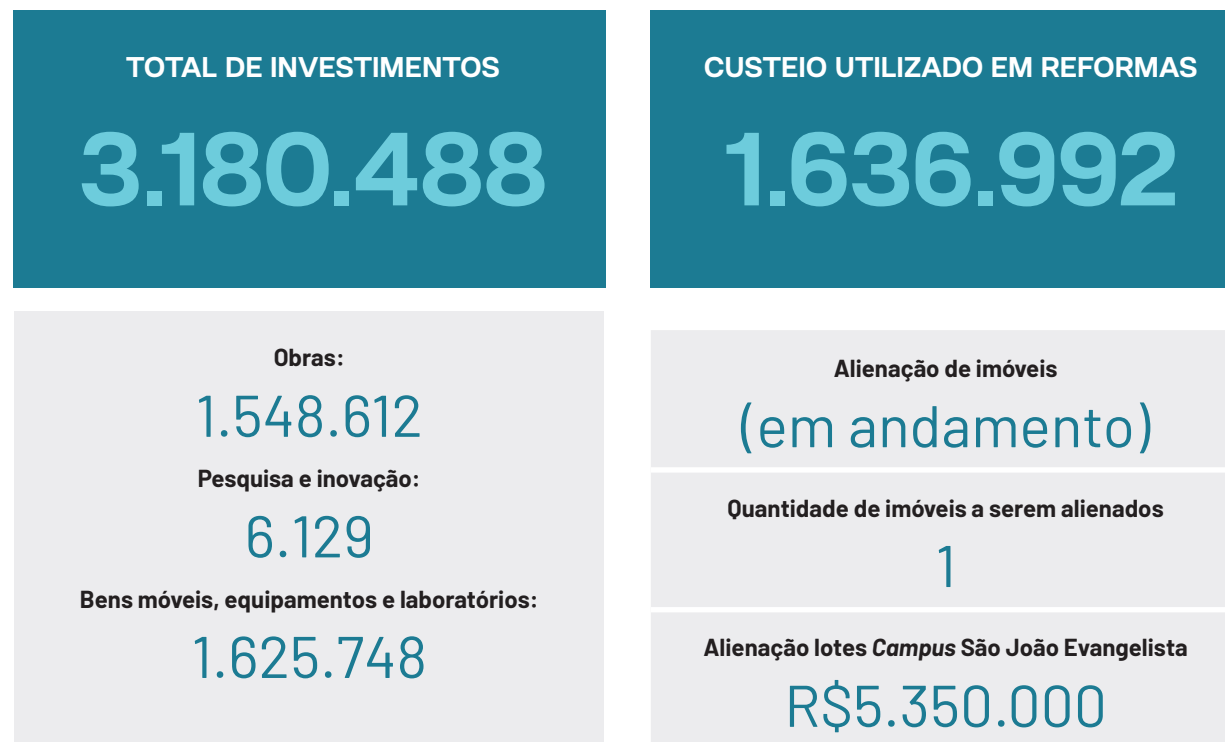 TOTAL DE INVESTIMENTOS
3.180.488
Obras:
1.548.612
Pesquisa e inovação:
6.129
Bens móveis, equipamentos e laboratórios:
1.625.748
CUSTEIO UTILIZADO EM REFORMAS
1.636.992
Alienação de imóveis
(em andamento)
Quantidade de imóveis a serem alienados
1
Alienação lotes Campus São João Evangelista
R$5.350.000